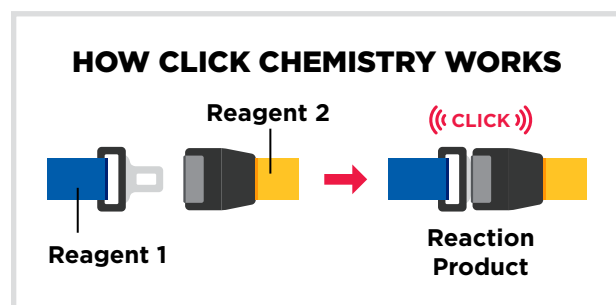 HOW CLICK CHEMISTRY WORKS
Reagent 2
CLICK
Reagent 1
Reaction
Product